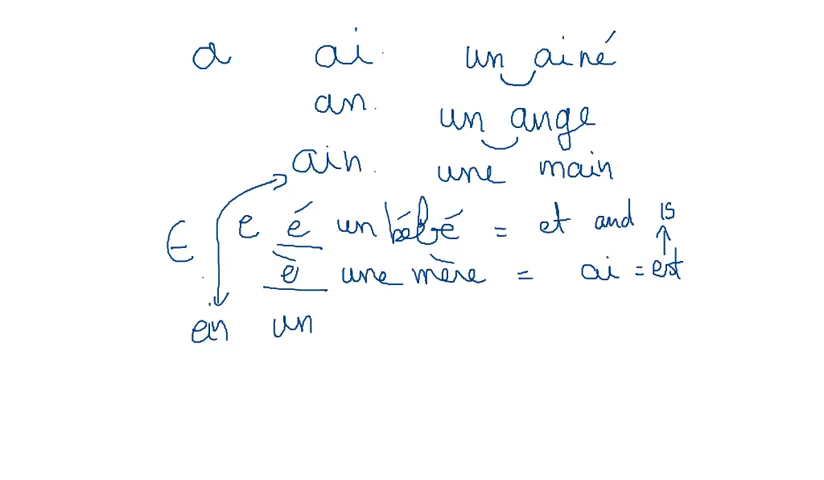 a ai un ainé
an un ange
ain une main
E e é un bébé = et and is
è une mère = ai = est
en un